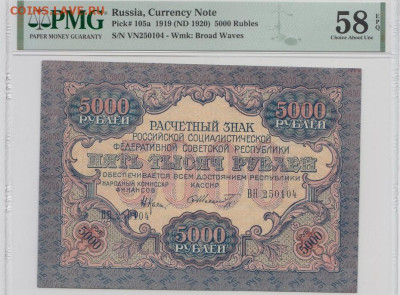 СОИН.LAVE.RU
PMG
PAPER MONEY GUARANTY
Russia, Currency Note
Pick# 105a 1919 (ND 1920) 5000 Rubles
S/N VN250104 - Wmk: Broad Waves
58 EPQ
Choice About Unc
5000
РУБЛЕЙ
5000
РУБЛЕЙ
РАСЧЕТНЫЙ ЗНАК
РОССИЙСКОЙ СОЦИАЛИСТИЧЕСКОЙ
ФЕДЕРАТИВНОЙ СОВЕТСКОЙ РЕСПУБЛИКИ
ПЯТЬ ТЫСЯЧ РУБЛЕЙ
ОБЕСПЕЧИВАЕТСЯ ВСЕМ ДОСТОЯНИЕМ РЕСПУБЛИКИ
НАРОДНЫЙ КОМИССАР
ФИНАНСОВ
КАССИР
ВН 250104
5000
5000
РУБЛЕЙ
5000